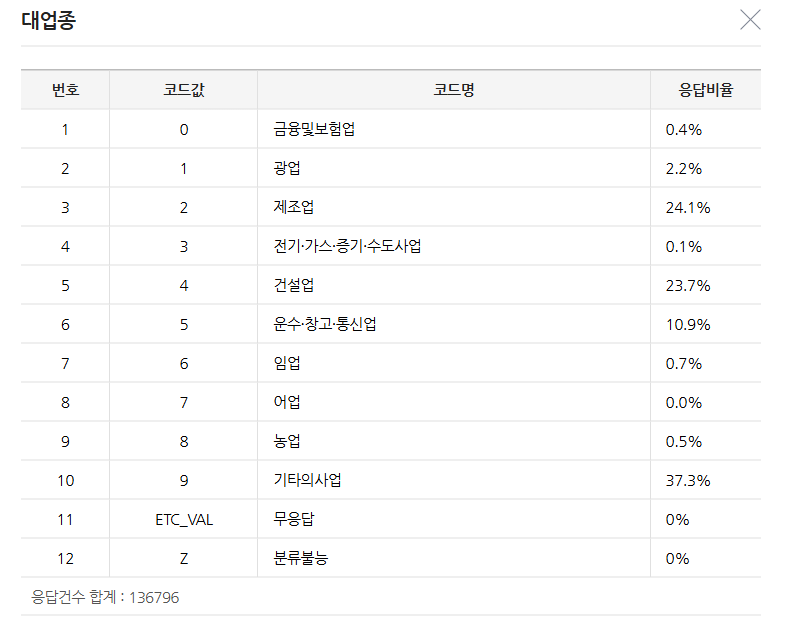 대업종
번호 코드값 코드명 응답비율
1 0 금융및보험업 0.4%
2 1 광업 2.2%
3 2 제조업 24.1%
4 3 전기·가스·증기·수도사업 0.1%
5 4 건설업 23.7%
6 5 운수·창고·통신업 10.9%
7 6 임업 0.7%
8 7 어업 0.0%
9 8 농업 0.5%
10 9 기타의사업 37.3%
11 ETC_VAL 무응답 0%
12 Z 분류불능 0%
응답건수 합계 : 136796